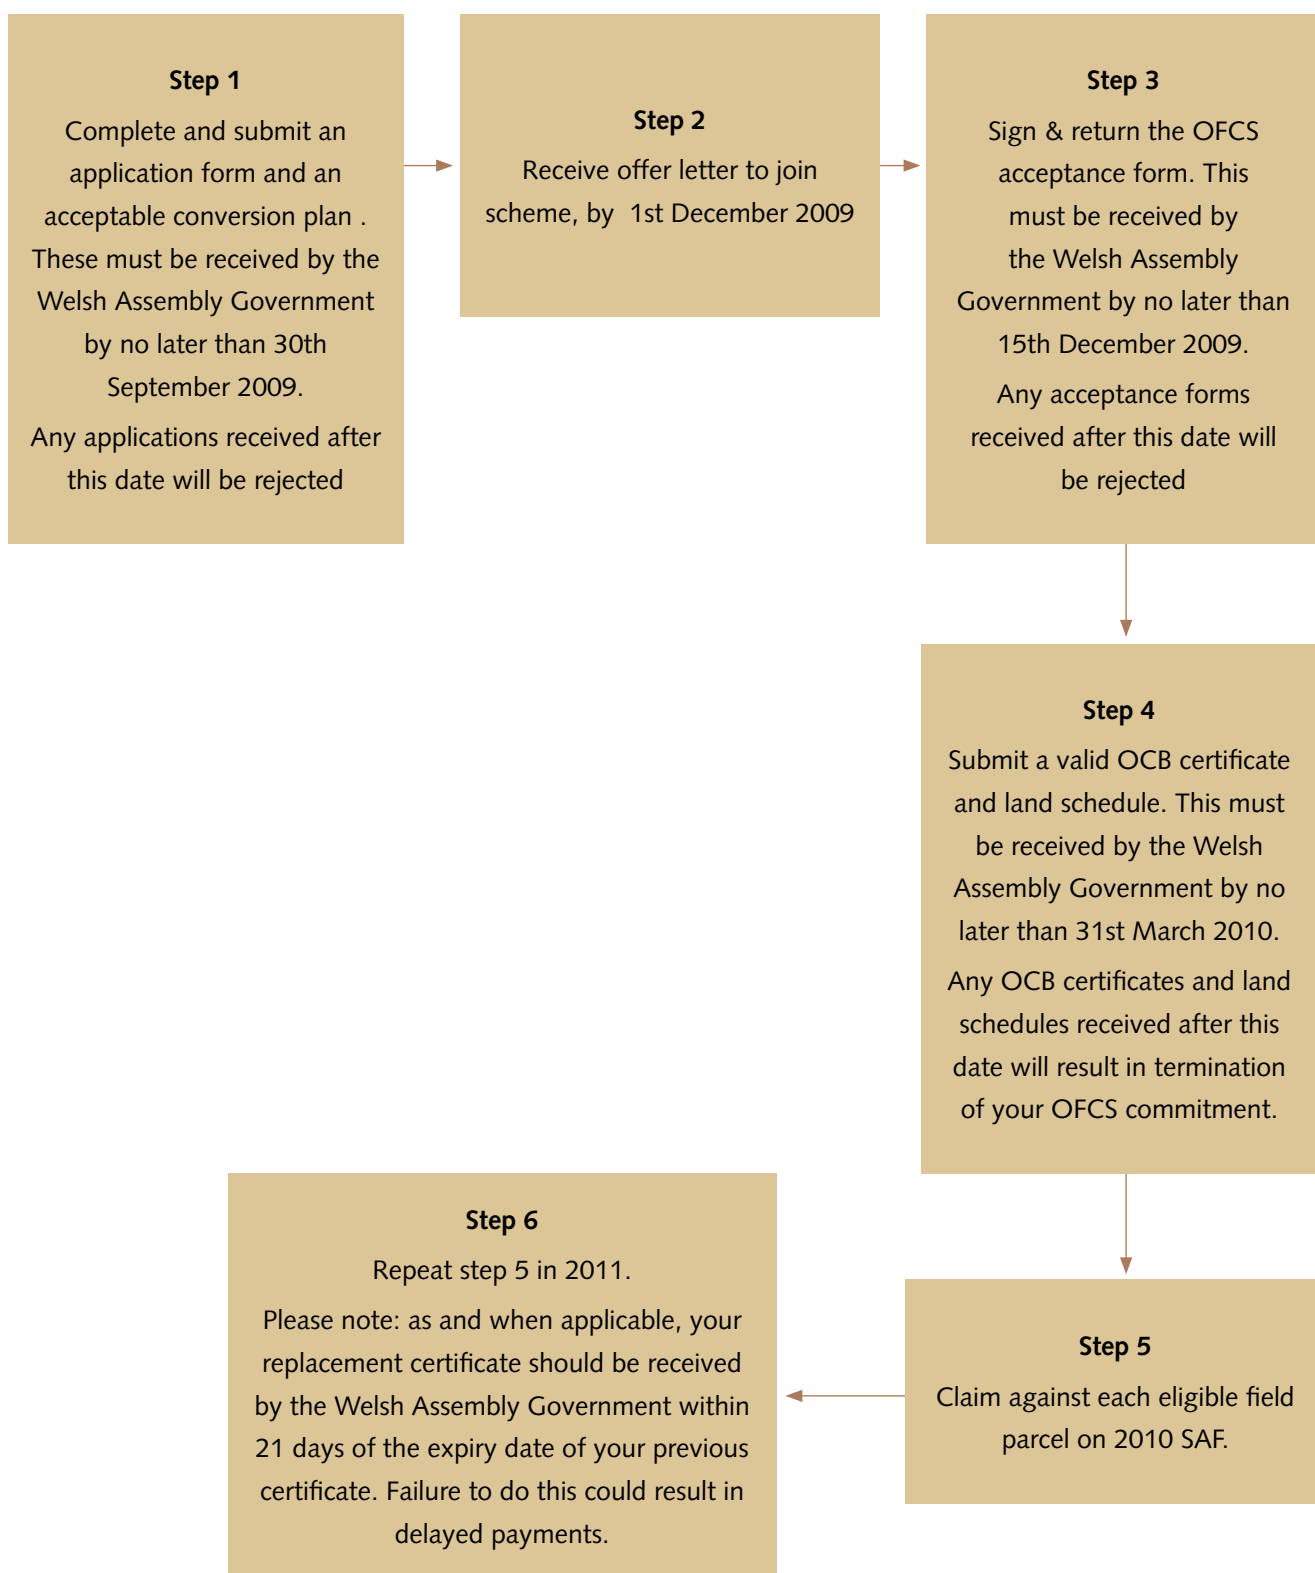 Step 1
Complete and submit an
application form and an
acceptable conversion plan .
These must be received by the
Welsh Assembly Government
by no later than 30th
September 2009.
Any applications received after
this date will be rejected
Step 2
Receive offer letter to join
scheme, by 1st December 2009
Step 3
Sign & return the OFCS
acceptance form. This
must be received by
the Welsh Assembly
Government by no later than
15th December 2009.
Any acceptance forms
received after this date will
be rejected
Step 4
Submit a valid OCB certificate
and land schedule. This must
be received by the Welsh
Assembly Government by no
later than 31st March 2010.
Any OCB certificates and land
schedules received after this
date will result in termination
of your OFCS commitment.
Step 5
Claim against each eligible field
parcel on 2010 SAF.
Step 6
Repeat step 5 in 2011.
Please note: as and when applicable, your
replacement certificate should be received
by the Welsh Assembly Government within
21 days of the expiry date of your previous
certificate. Failure to do this could result in
delayed payments.